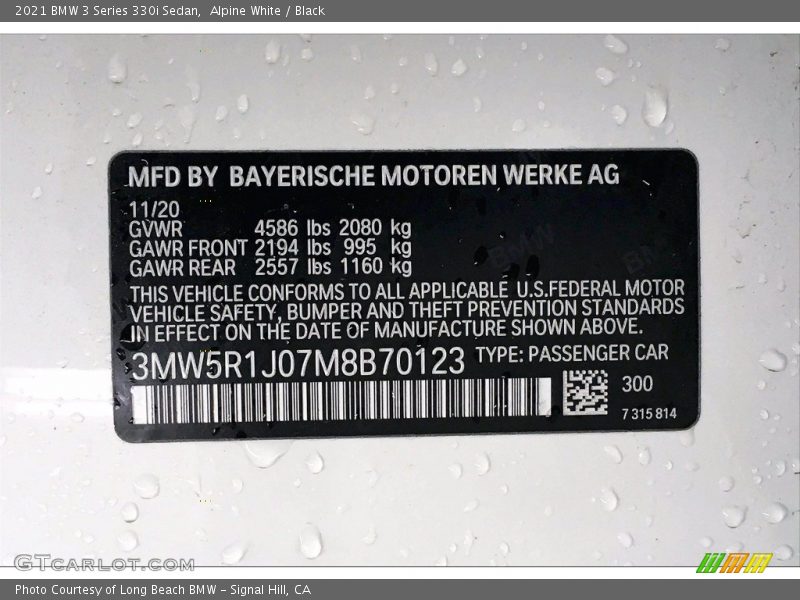 2021 BMW 3 Series 330i Sedan,  Alpine White / Black
MFD BY BAYERISCHE MOTOREN WERKE AG
11/20
GVWR 4586 lbs 2080 kg
GAWR FRONT 2194 lbs 995 kg
GAWR REAR 2557 lbs 1160 kg
THIS VEHICLE CONFORMS TO ALL APPLICABLE U.S.FEDERAL MOTOR
VEHICLE SAFETY, BUMPER AND THEFT PREVENTION STANDARDS
IN EFFECT ON THE DATE OF MANUFACTURE SHOWN ABOVE.
3MW5R1J07M8B70123 TYPE: PASSENGER CAR
300
7 315 814
GTCARLOT.COM
Photo Courtesy of Long Beach BMW - Signal Hill, CA